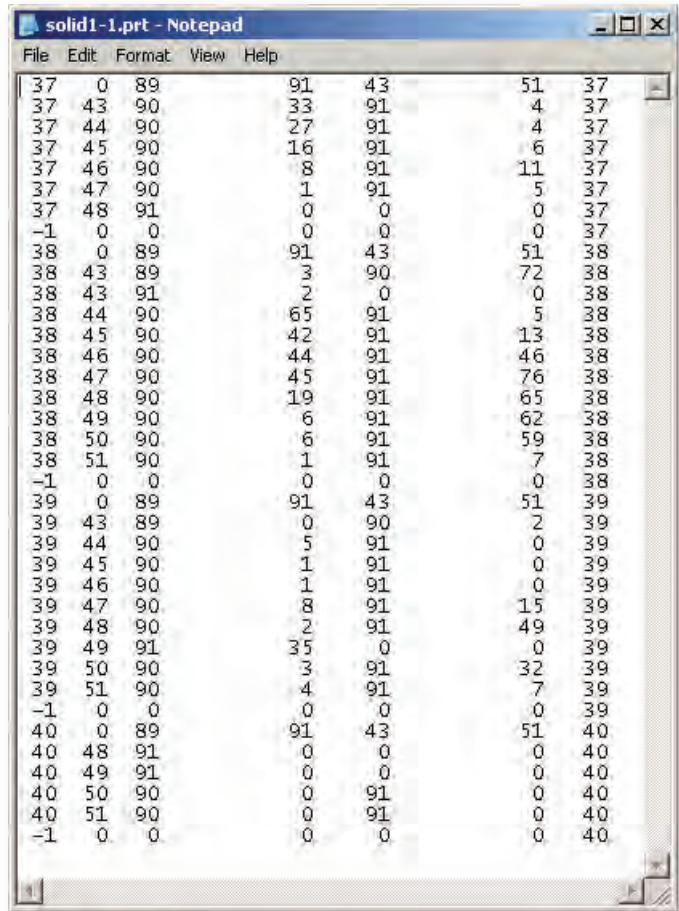 solid1-1.prt - Notepad
File Edit Format View Help
37 0 89 91 43 51 37
37 43 90 33 91 4 37
37 44 90 27 91 4 37
37 45 90 16 91 6 37
37 46 90 8 91 11 37
37 47 90 1 91 5 37
37 48 91 0 0 0 37
-1 0 0 0 0 0 37
38 0 89 91 43 51 38
38 43 89 3 90 72 38
38 43 91 2 0 0 38
38 44 90 65 91 5 38
38 45 90 42 91 13 38
38 46 90 44 91 46 38
38 47 90 45 91 76 38
38 48 90 19 91 65 38
38 49 90 6 91 62 38
38 50 90 6 91 59 38
38 51 90 1 91 7 38
-1 0 0 0 0 0 38
39 0 89 91 43 51 39
39 43 89 0 90 2 39
39 44 90 5 91 0 39
39 45 90 1 91 0 39
39 46 90 1 91 0 39
39 47 90 8 91 15 39
39 48 90 2 91 49 39
39 49 91 35 0 0 39
39 50 90 3 91 32 39
39 51 90 4 91 7 39
-1 0 0 0 0 0 39
40 0 89 91 43 51 40
40 48 91 0 0 0 40
40 49 91 0 0 0 40
40 50 90 0 91 0 40
40 51 90 0 91 0 40
-1 0 0 0 0 0 40